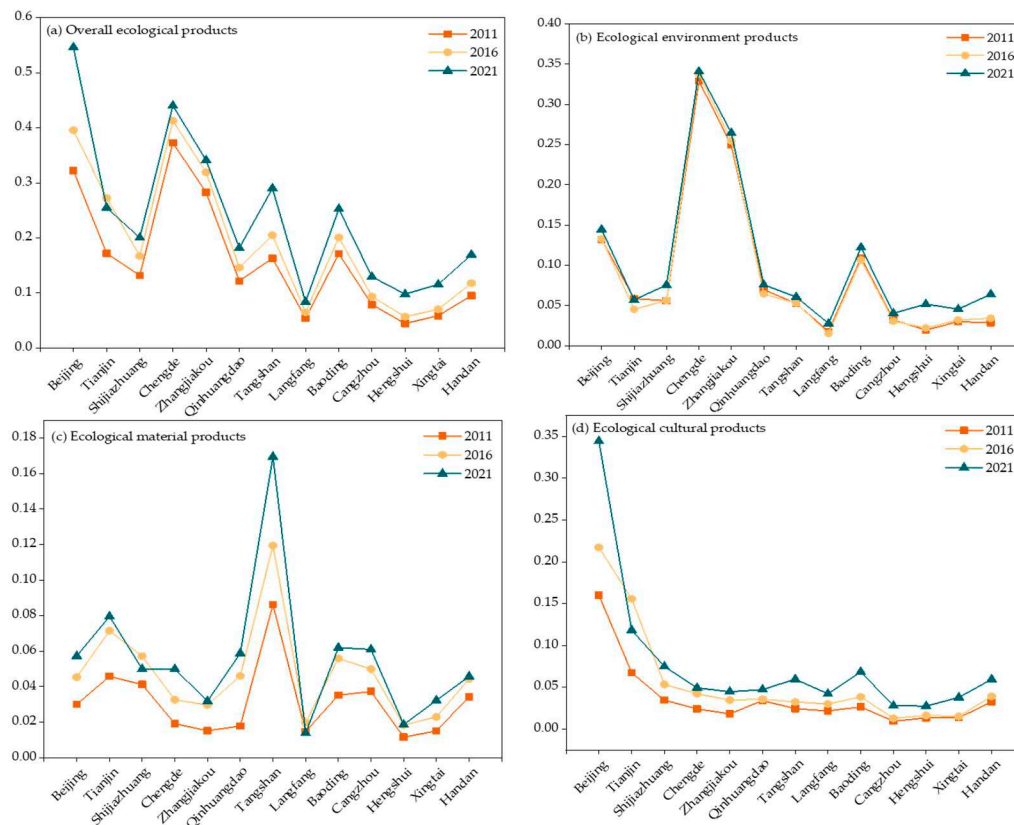 (a) Overall ecological products
2011
2016
2021
0.6
0.5
0.4
0.3
0.2
0.1
0.0
Beijing
Tianjin
Shijiazhuang
Chengde
Zhangjiakou
Qinhuangdao
Tangshan
Langfang
Baoding
Cangzhou
Hengshui
Xingtai
Handan
(b) Ecological environment products
2011
2016
2021
0.40
0.35
0.30
0.25
0.20
0.15
0.10
0.05
0.00
Beijing
Tianjin
Shijiazhuang
Chengde
Zhangjiakou
Qinhuangdao
Tangshan
Langfang
Baoding
Cangzhou
Hengshui
Xingtai
Handan
(c) Ecological material products
2011
2016
2021
0.18
0.16
0.14
0.12
0.10
0.08
0.06
0.04
0.02
0.00
Beijing
Tianjin
Shijiazhuang
Chengde
Zhangjiakou
Qinhuangdao
Tangshan
Langfang
Baoding
Cangzhou
Hengshui
Xingtai
Handan
(d) Ecological cultural products
2011
2016
2021
0.35
0.30
0.25
0.20
0.15
0.10
0.05
0.00
Beijing
Tianjin
Shijiazhuang
Chengde
Zhangjiakou
Qinhuangdao
Tangshan
Langfang
Baoding
Cangzhou
Hengshui
Xingtai
Handan